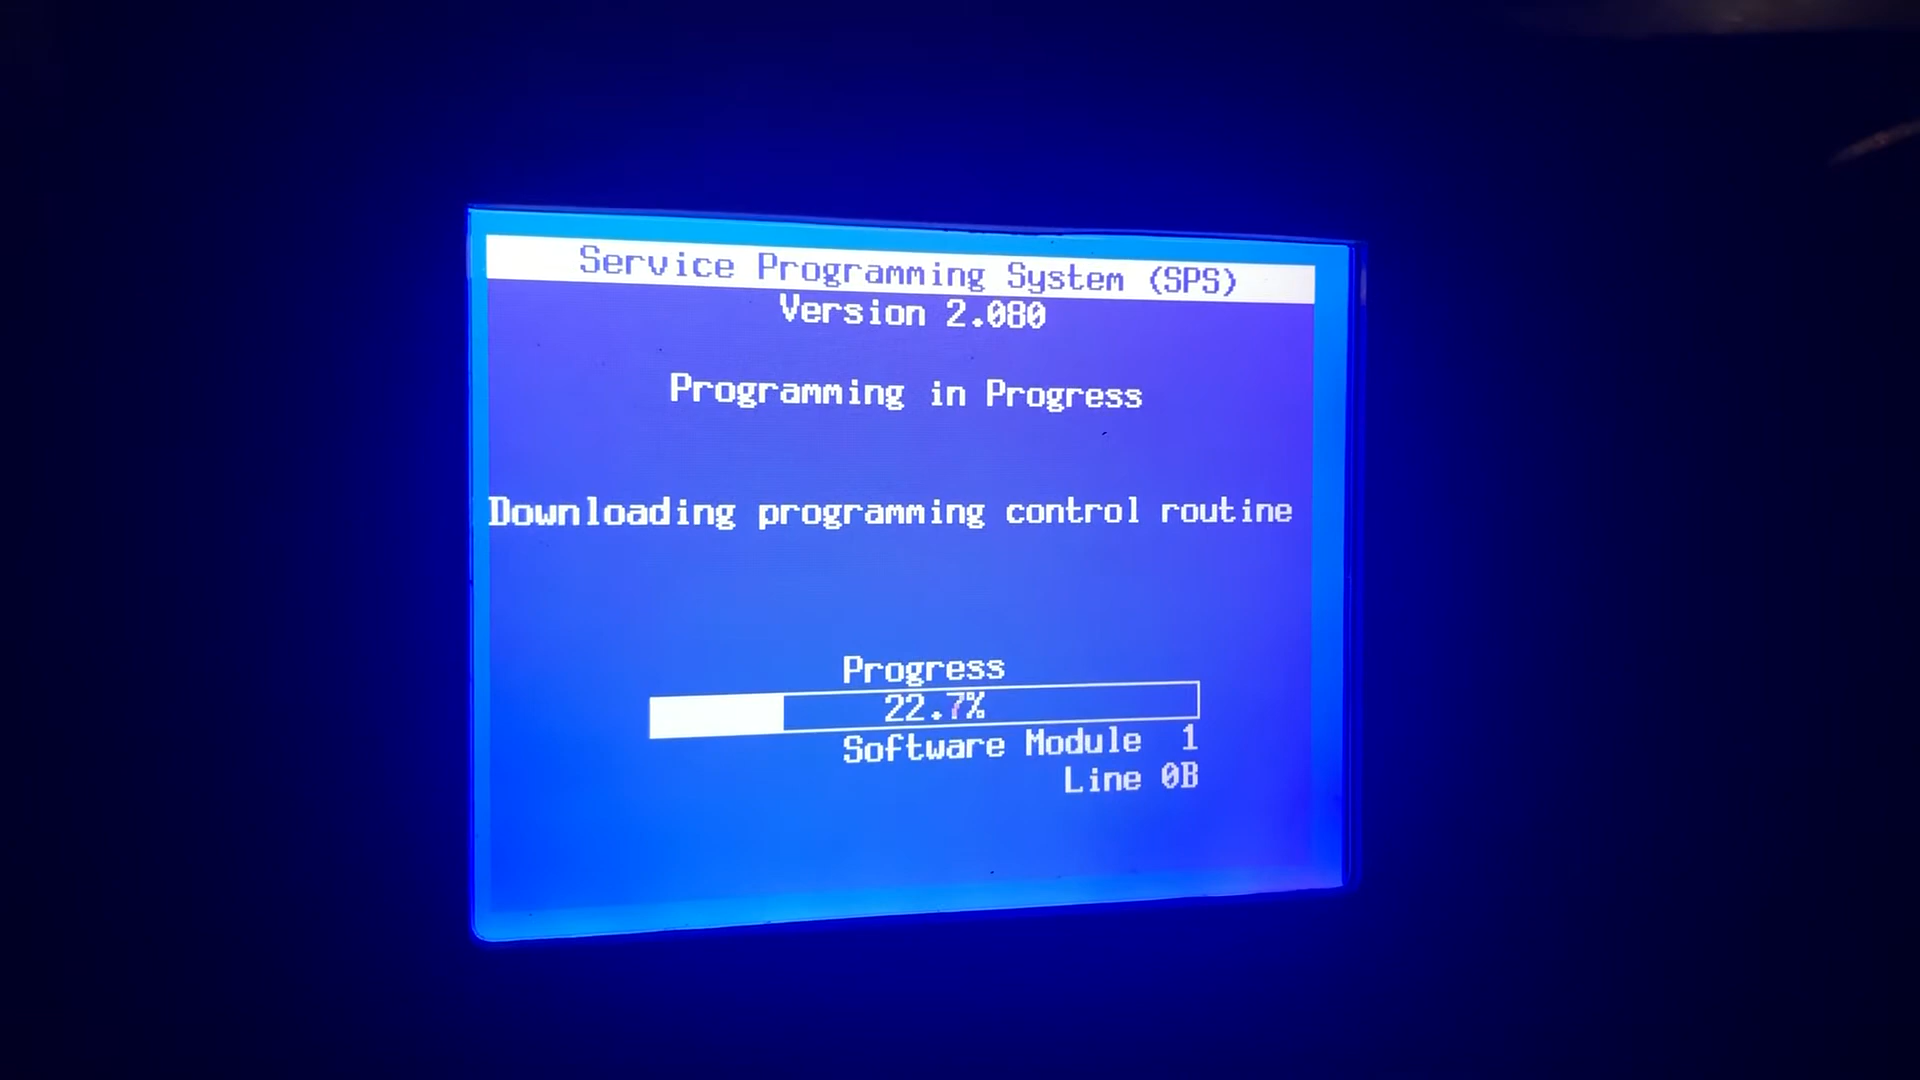 Service Programming System (SPS)
Version 2.080
Programming in Progress
Downloading programming control routine
Progress
22.7%
Software Module 1
Line 0B